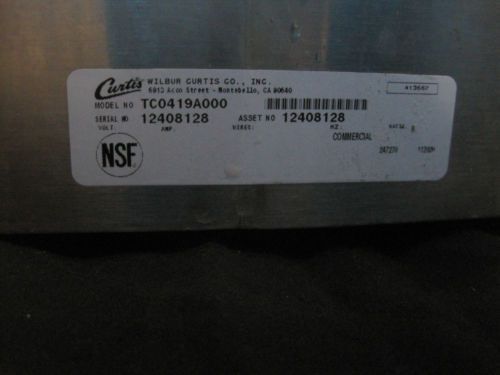 Curtis WILBUR CURTIS CO., INC.
6913 Acco Street - Montebello, CA 90640
MODEL NO TC0419A000
SERIAL NO 12408128 ASSET NO 12408128
VOLT: AMP: WIRES: HZ:
COMMERCIAL
NSF